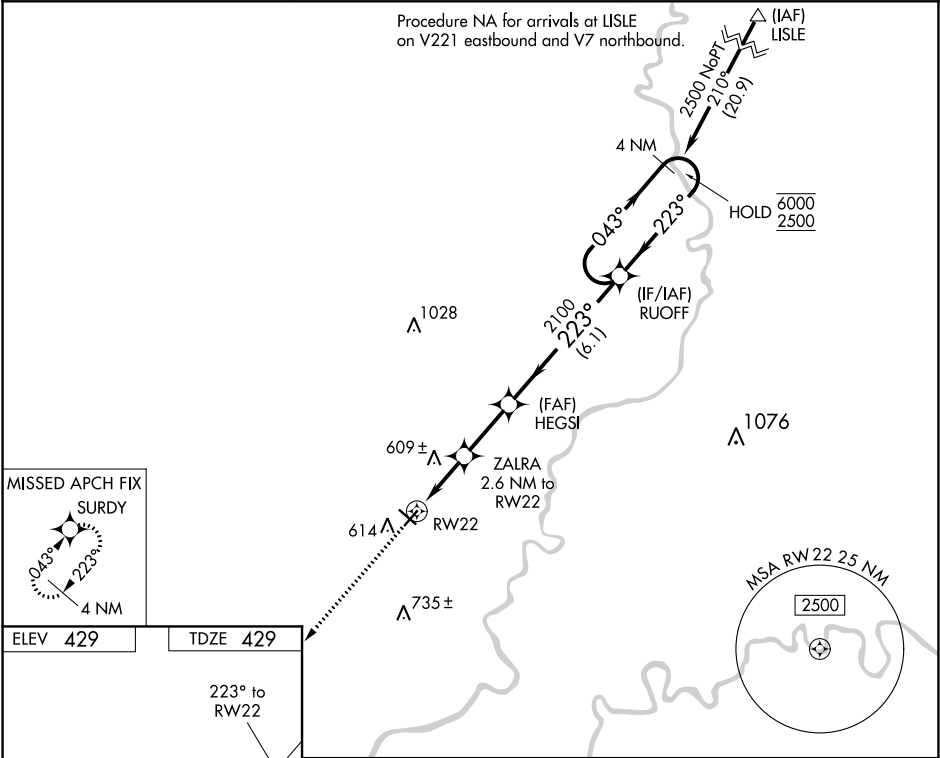 Procedure NA for arrivals at LISLE
on V221 eastbound and V7 northbound.
(IAF)
LISLE
2500 NoPT
210°
(20.9)
4 NM
HOLD 6000
2500
043°
223°
(IF/IAF)
RUOFF
2100
223°
(6.1)
1028
(FAF)
HEGSI
1076
609±
ZALRA
2.6 NM to
RW22
614
RW22
735±
MISSED APCH FIX
SURDY
043°
223°
4 NM
MSA RW22 25 NM
2500
ELEV 429
TDZE 429
223° to
RW22